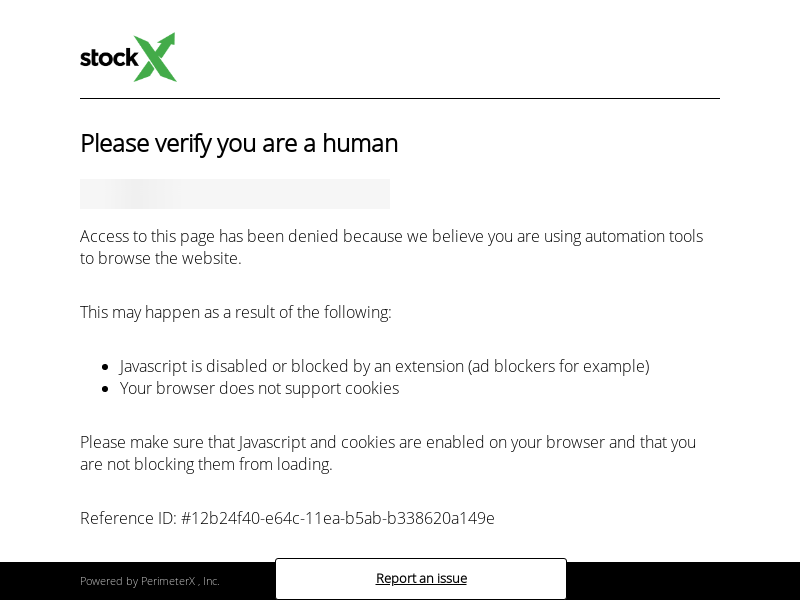 stockX
Please verify you are a human
Access to this page has been denied because we believe you are using automation tools
to browse the website.
This may happen as a result of the following:
Javascript is disabled or blocked by an extension (ad blockers for example)
Your browser does not support cookies
Please make sure that Javascript and cookies are enabled on your browser and that you
are not blocking them from loading.
Reference ID: #12b24f40-e64c-11ea-b5ab-b338620a149e
Powered by PerimeterX , Inc.
Report an issue